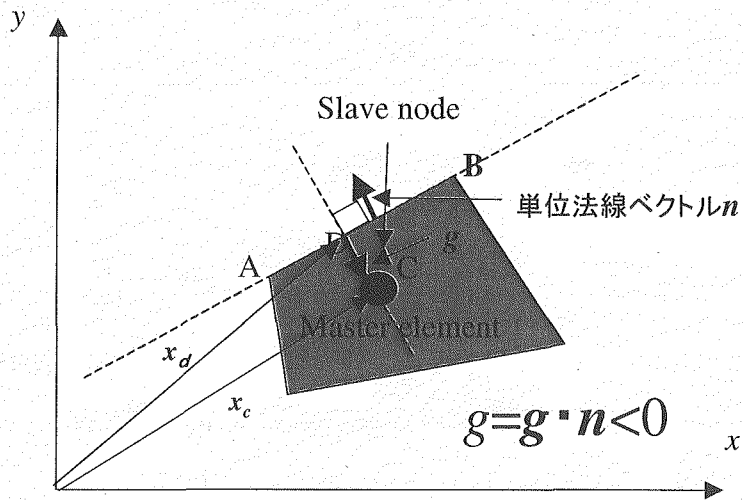 y
Slave node
B
単位法線ベクトルn
D
g
A
C
Master element
x_d
x_c
g=g・n<0
x